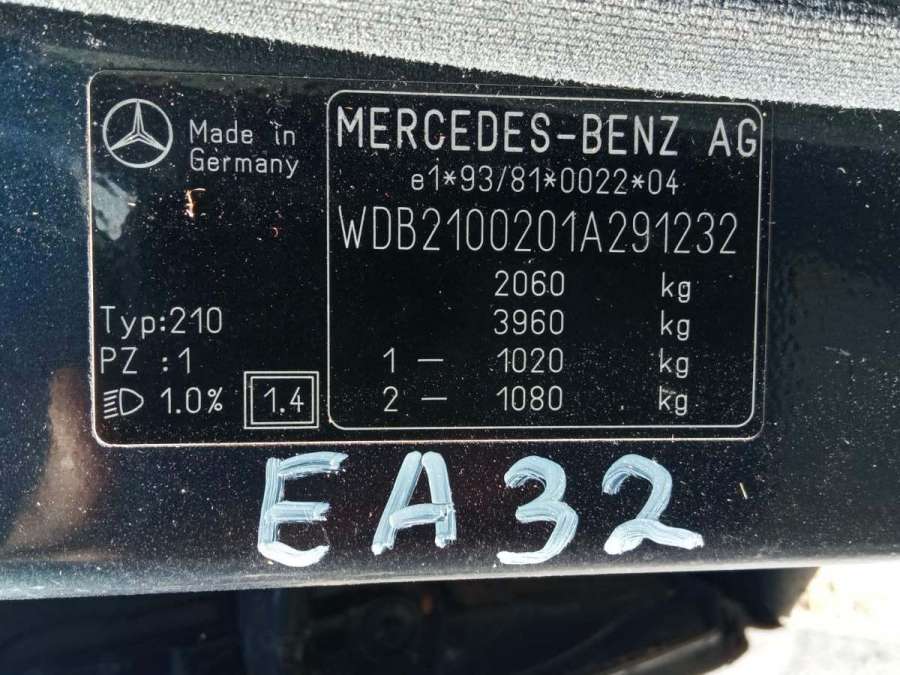 Made in
Germany
MERCEDES-BENZ AG
e1*93/81*0022*04
WDB2100201A291232
2060 kg
3960 kg
1 – 1020 kg
2 – 1080 kg
Typ:210
PZ :1
1.0% 1.4
EA32